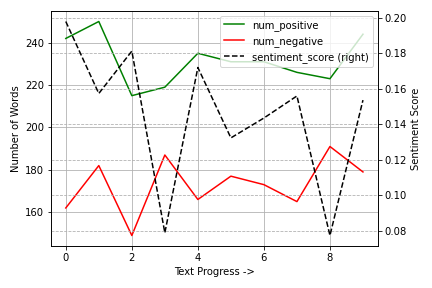 num_positive
num_negative
sentiment_score (right)
240
220
200
180
160
0.20
0.18
0.16
0.14
0.12
0.10
0.08
0 2 4 6 8
Number of Words
Sentiment Score
Text Progress ->